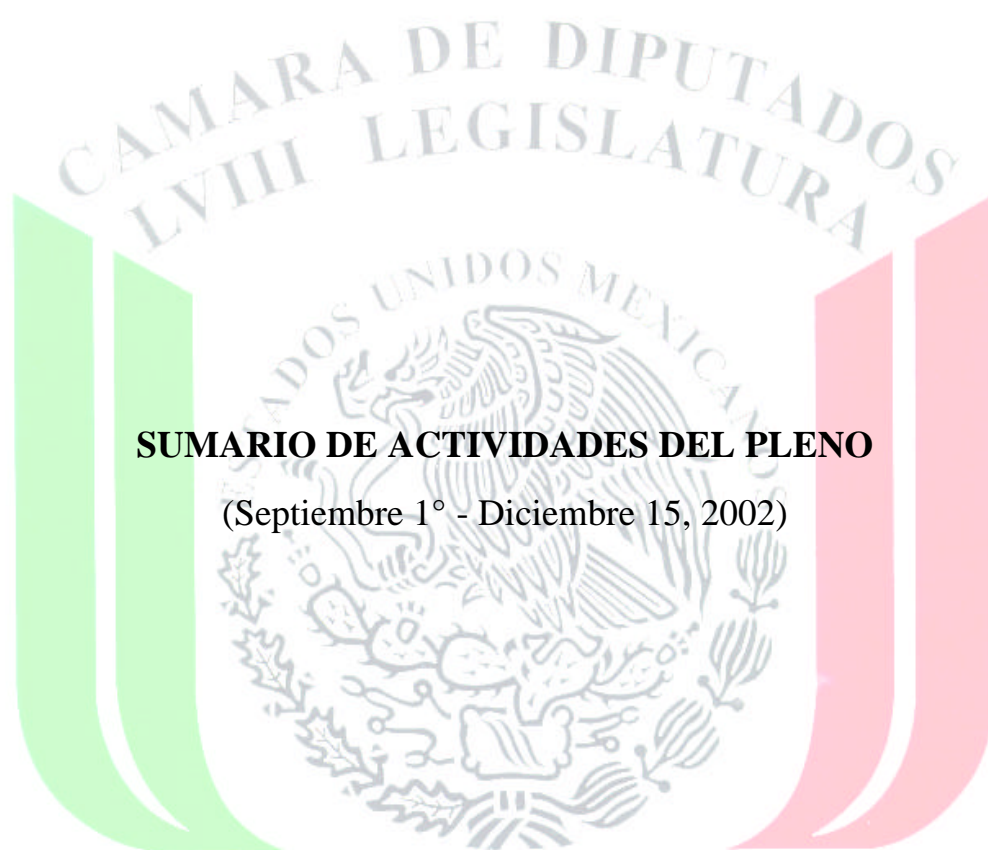 CAMARA DE DIPUTADOS
LVIII LEGISLATURA
ESTADOS UNIDOS MEXICANOS
SUMARIO DE ACTIVIDADES DEL PLENO
(Septiembre 1° - Diciembre 15, 2002)